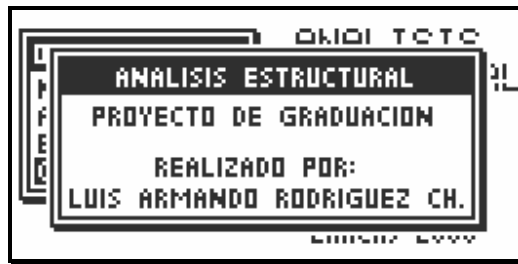 ANALISIS ESTRUCTURAL
PROYECTO DE GRADUACION
REALIZADO POR:
LUIS ARMANDO RODRIGUEZ CH.